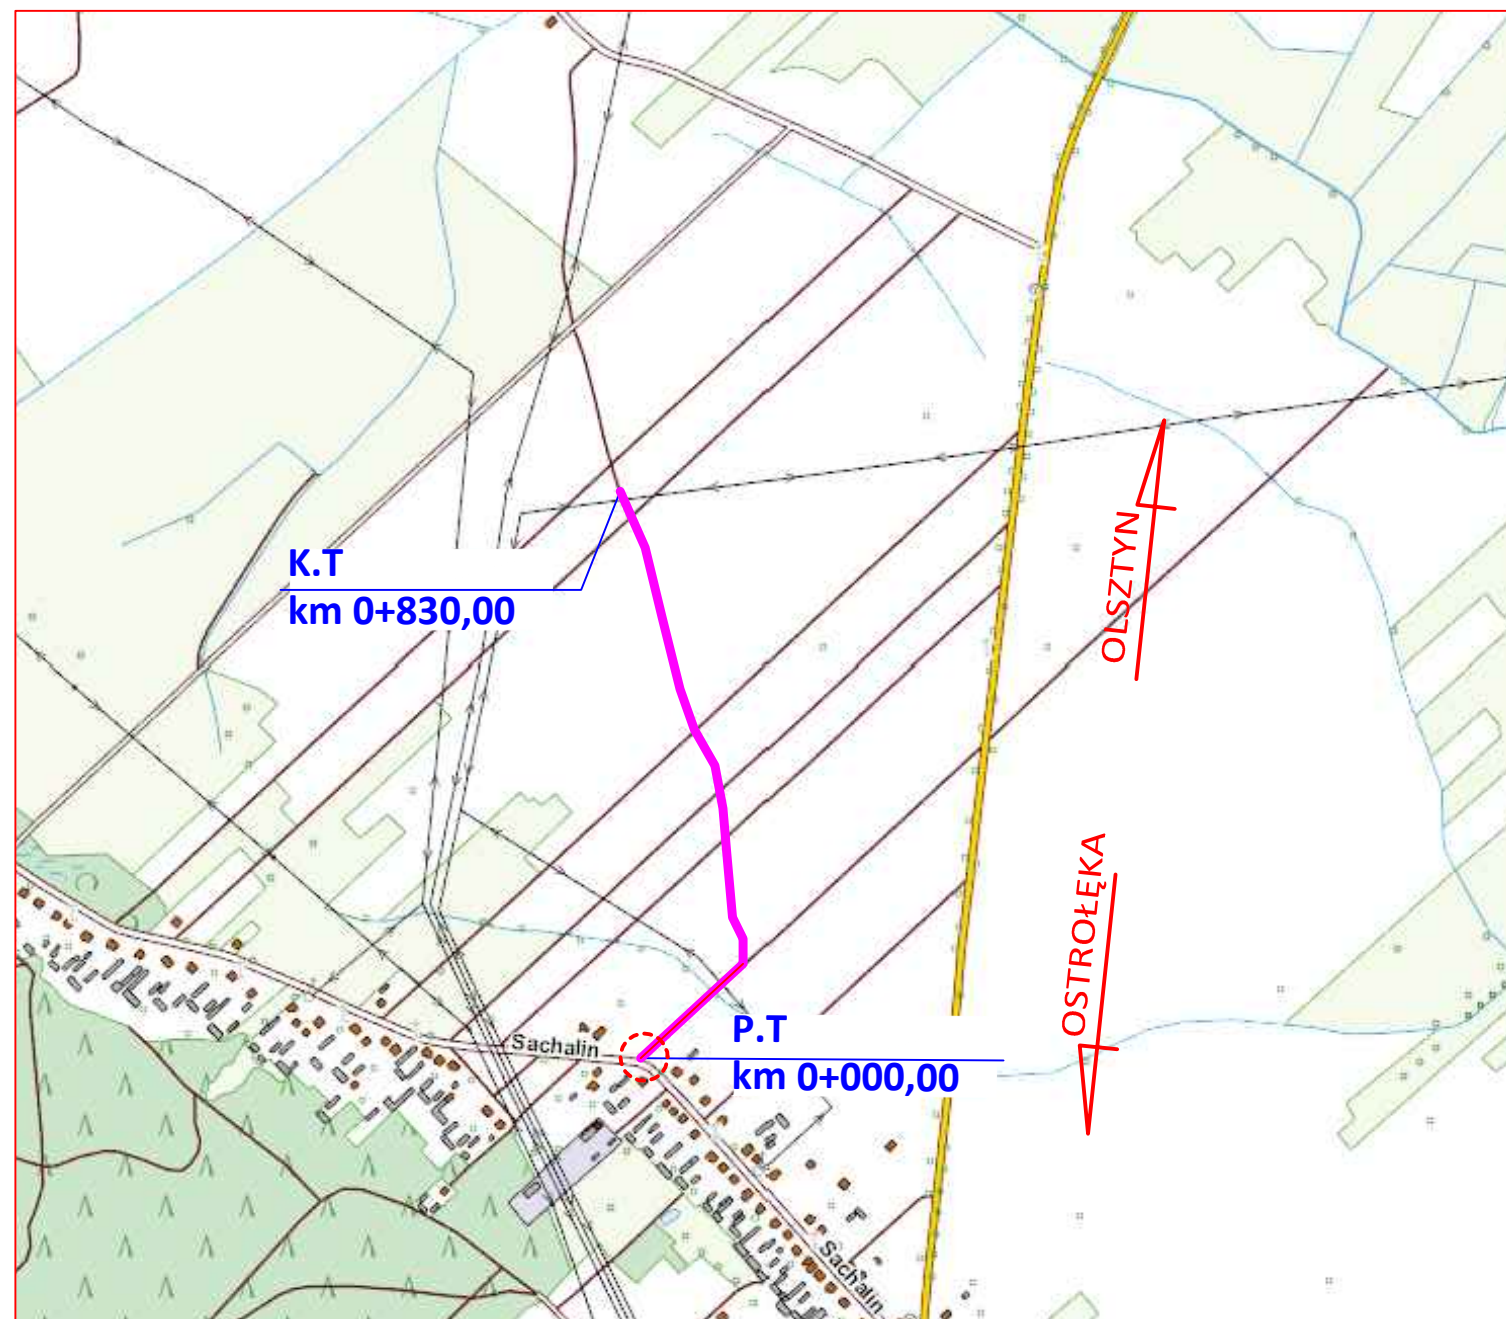 OLSZTYN
K.T
km 0+830,00
OSTROŁĘKA
P.T
km 0+000,00
Sachalin
Sachalin